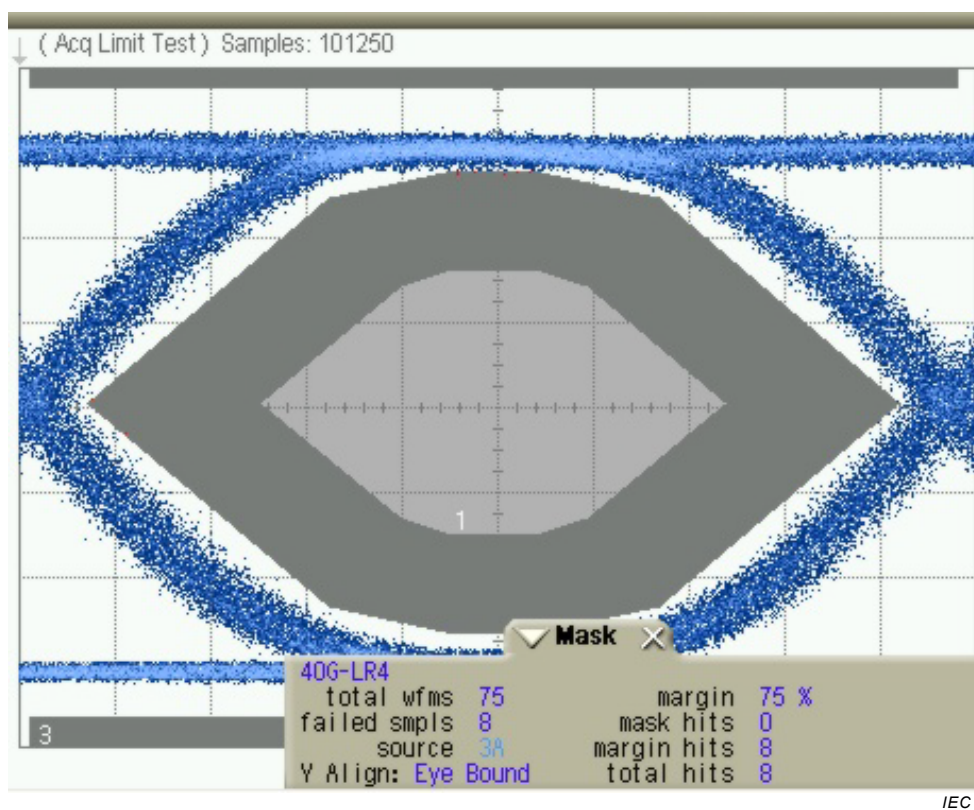 ( Acq Limit Test ) Samples: 101250
1
Mask
40G-LR4
total wfms 75 margin 75 %
failed smpls 8 mask hits 0
3
source 3A margin hits 8
Y Align: Eye Bound total hits 8
IEC